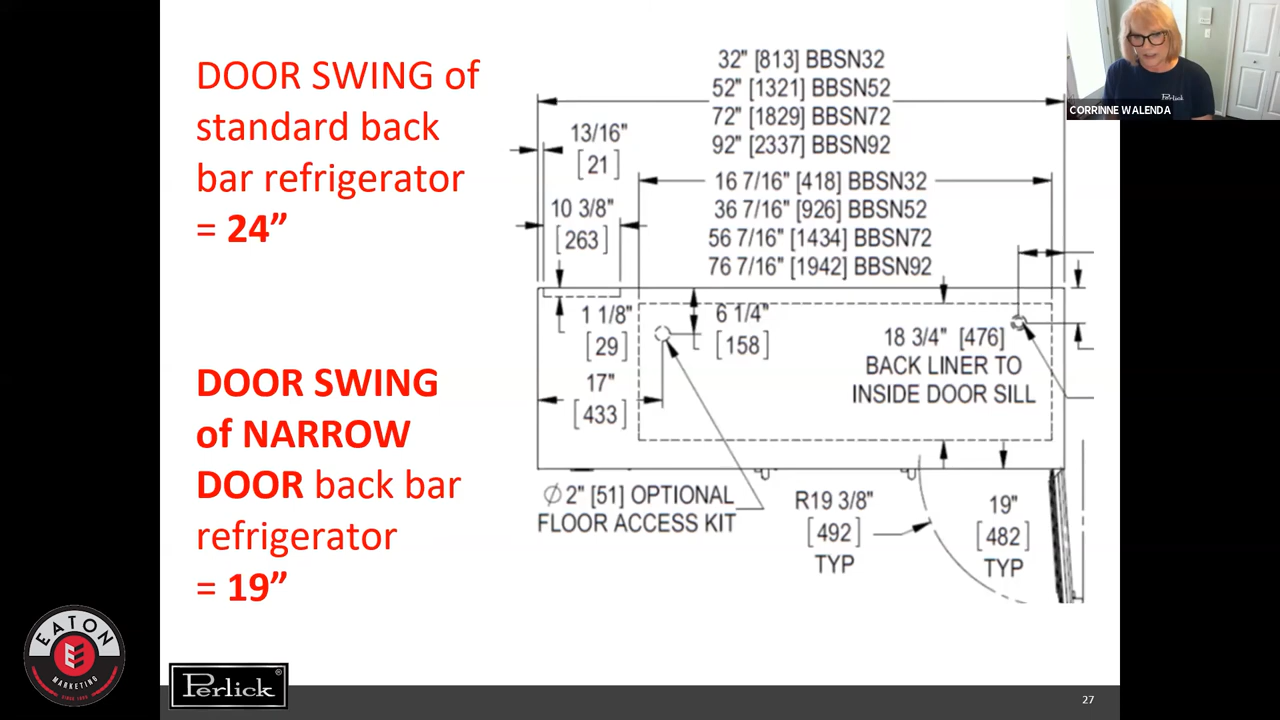 DOOR SWING of
standard back
bar refrigerator
= 24”
DOOR SWING
of NARROW
DOOR back bar
refrigerator
= 19”
32" [813] BBSN32
52" [1321] BBSN52
72" [1829] BBSN72
92" [2337] BBSN92
13/16"
[21]
16 7/16" [418] BBSN32
36 7/16" [926] BBSN52
56 7/16" [1434] BBSN72
76 7/16" [1942] BBSN92
10 3/8"
[263]
1 1/8"
[29]
6 1/4"
[158]
18 3/4" [476]
BACK LINER TO
INSIDE DOOR SILL
17"
[433]
Ø 2" [51] OPTIONAL
FLOOR ACCESS KIT
R19 3/8"
[492]
TYP
19"
[482]
TYP
Perlick
CORRINNE WALENDA
EATON
MARKETING
SINCE 1985
Perlick®
27